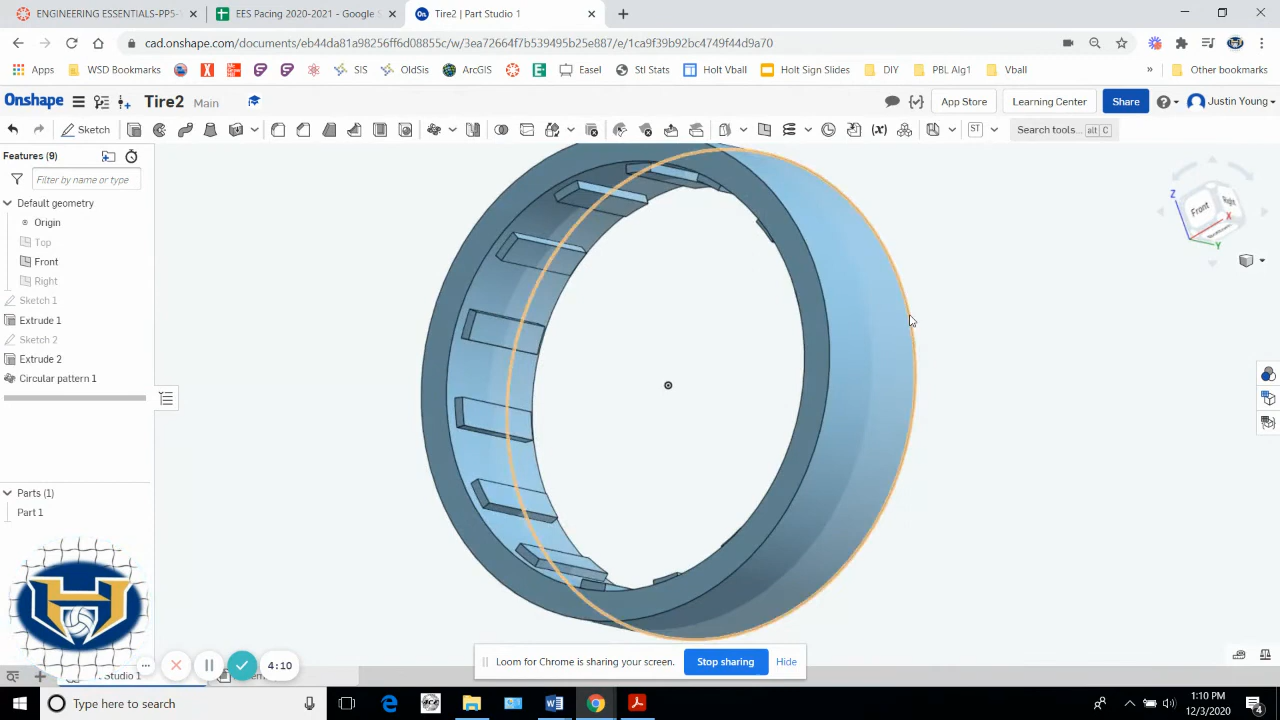 ENGINEERING ESSENTIALS-PP5-
EES Pacing 2020-2021 - Google S
Tire2 | Part Studio 1
cad.onshape.com/documents/eb44da81a98256ff6d08855c/w/3ea72664f7b539495b25e887/e/1ca9f39b92bc4749f44d9a70
Apps
WSD Bookmarks
SIS
OldSis
ArcGIS
Easel
Stl Stats
Holt Vball
Holt Sign Slides
DIY
PBL Alg1
Vball
»
Other bookmarks
Onshape
Tire2
Main
App Store
Learning Center
Share
Justin Young
Sketch
ST
Search tools...
alt
C
Features (9)
Filter by name or type
Default geometry
Origin
Top
Front
Right
Sketch 1
Extrude 1
Sketch 2
Extrude 2
Circular pattern 1
Parts (1)
Part 1
Z
Front
Right
X
Y
H
4:10
Loom for Chrome is sharing your screen.
Stop sharing
Hide
Studio 1
Type here to search
1:10 PM
12/3/2020
4